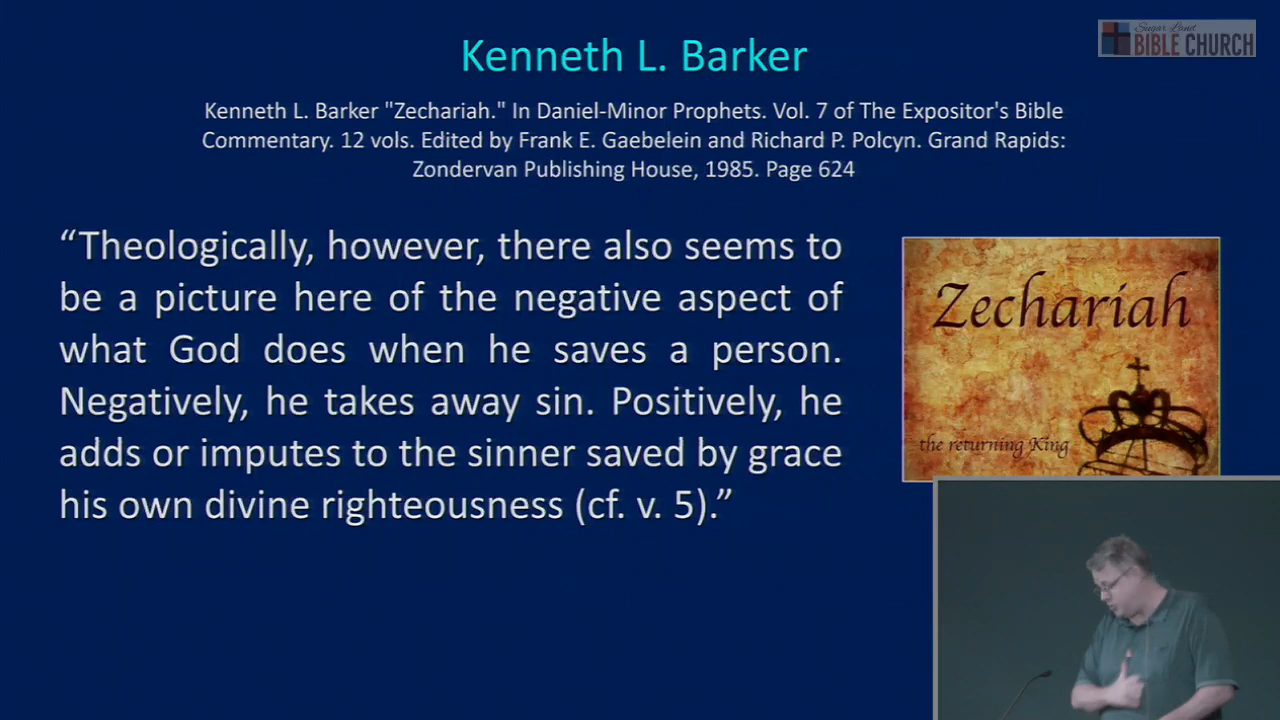 Sugar Land
BIBLE CHURCH
Kenneth L. Barker
Kenneth L. Barker "Zechariah." In Daniel-Minor Prophets. Vol. 7 of The Expositor's Bible
Commentary. 12 vols. Edited by Frank E. Gaebelein and Richard P. Polcyn. Grand Rapids:
Zondervan Publishing House, 1985. Page 624
“Theologically, however, there also seems to
be a picture here of the negative aspect of
what God does when he saves a person.
Negatively, he takes away sin. Positively, he
adds or imputes to the sinner saved by grace
his own divine righteousness (cf. v. 5).”
Zechariah
the returning King